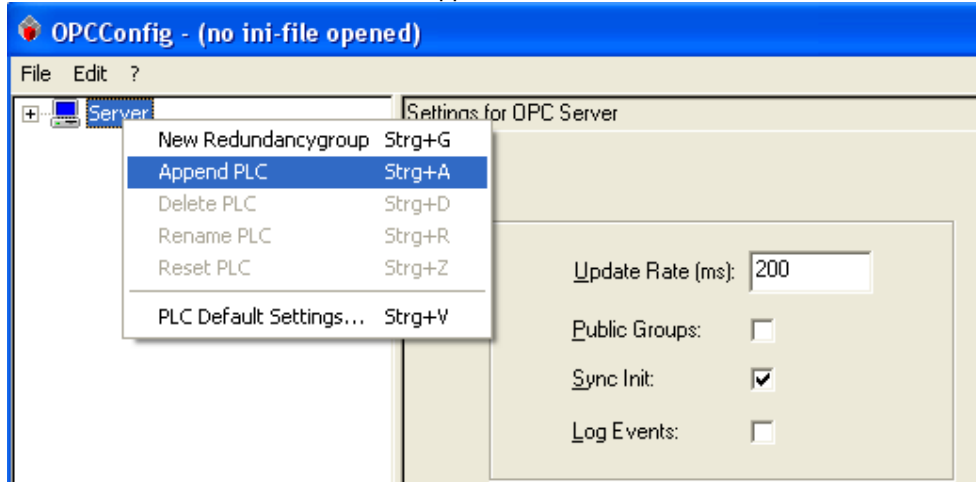 OPCConfig - (no ini-file opened)
File Edit ?
Server
Settings for OPC Server
New Redundancygroup Strg+G
Append PLC Strg+A
Delete PLC Strg+D
Rename PLC Strg+R
Reset PLC Strg+Z
PLC Default Settings... Strg+V
Update Rate (ms): 200
Public Groups:
Sync Init:
Log Events: